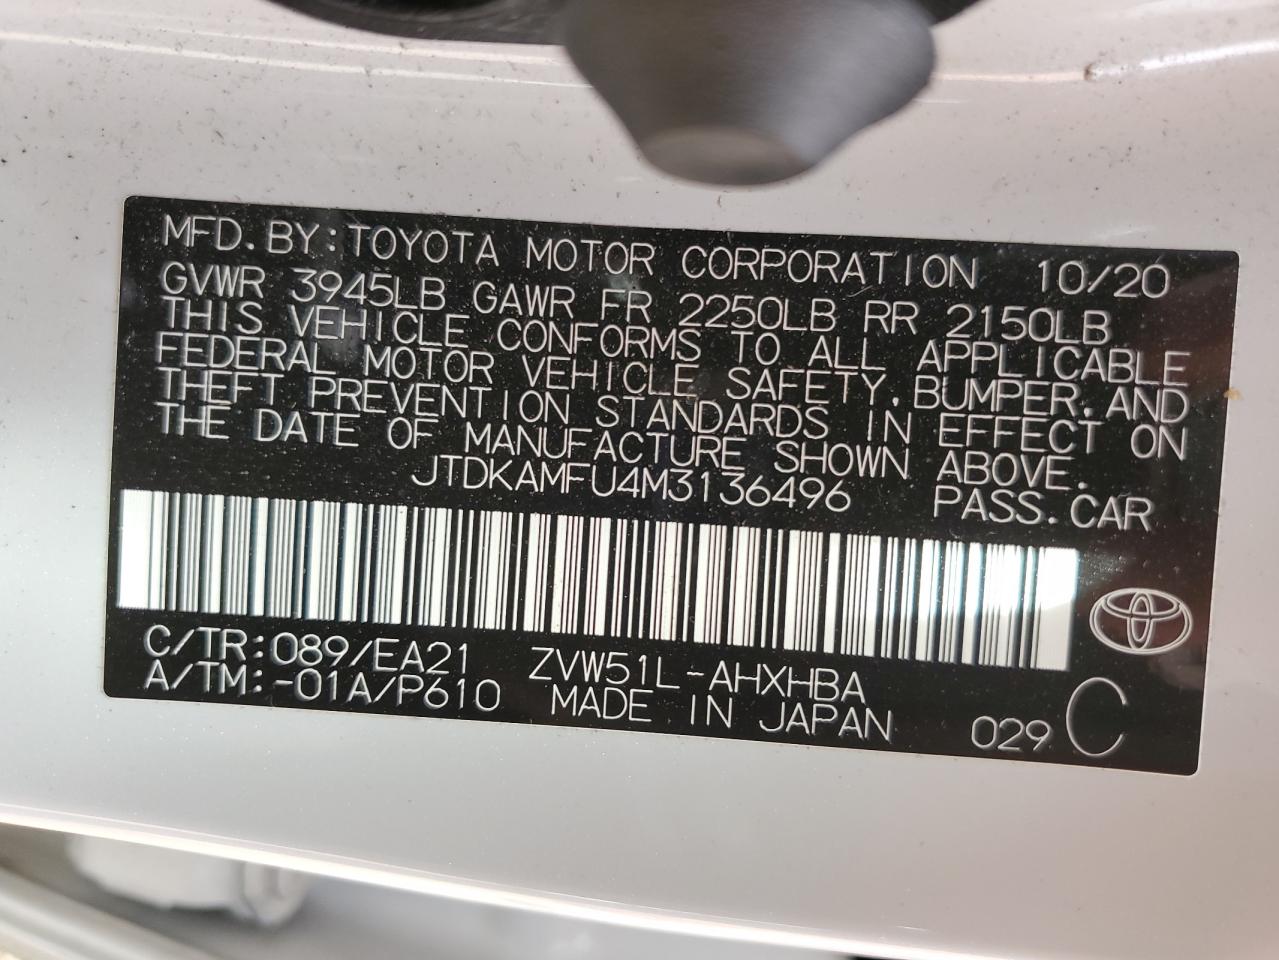 MFD.BY:TOYOTA MOTOR CORPORATION 10/20
GVWR 3945LB GAWR FR 2250LB RR 2150LB
THIS VEHICLE CONFORMS TO ALL APPLICABLE
FEDERAL MOTOR VEHICLE SAFETY,BUMPER,AND
THEFT PREVENTION STANDARDS IN EFFECT ON
THE DATE OF MANUFACTURE SHOWN ABOVE.
JTDKAMFU4M3136496 PASS.CAR
C/TR:089/EA21 ZVW51L-AHXHBA
A/TM:-01A/P610 MADE IN JAPAN 029 C